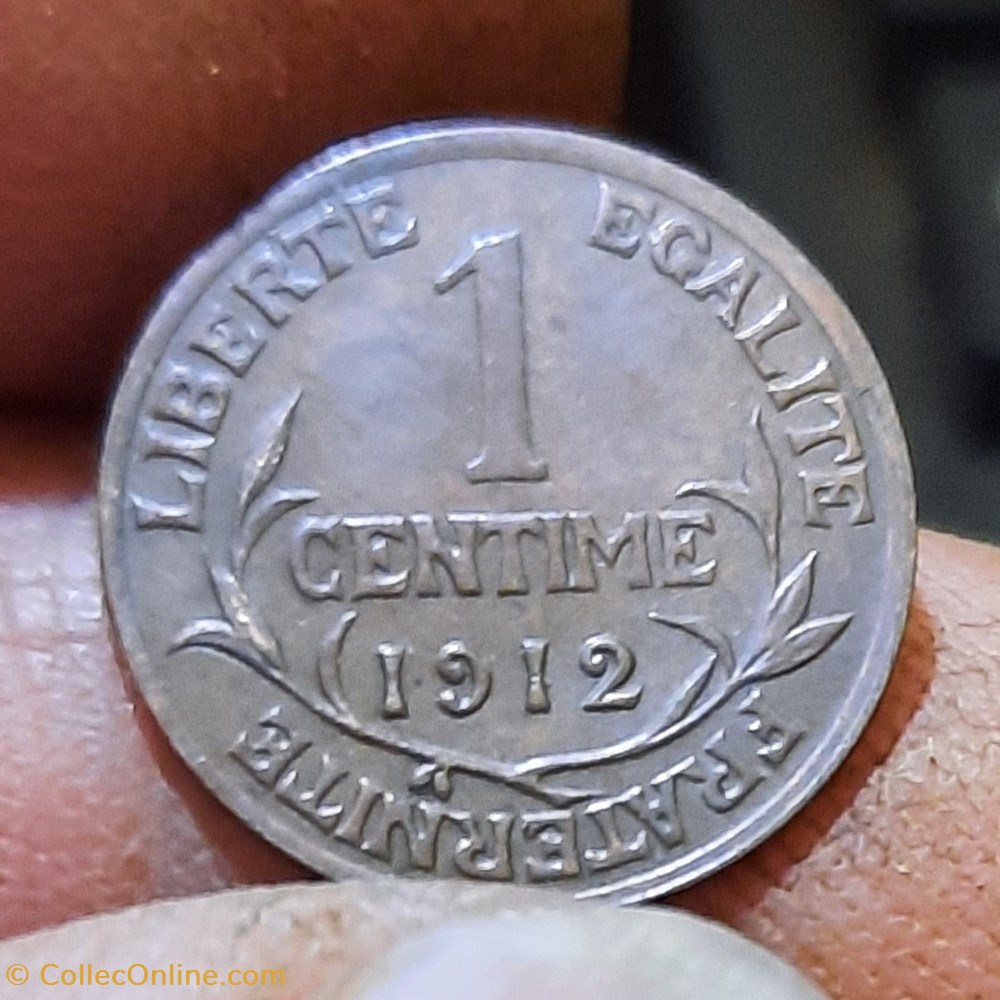 LIBERTE EGALITE
1
CENTIME
1912
FRATERNITE
© CollecOnline.com